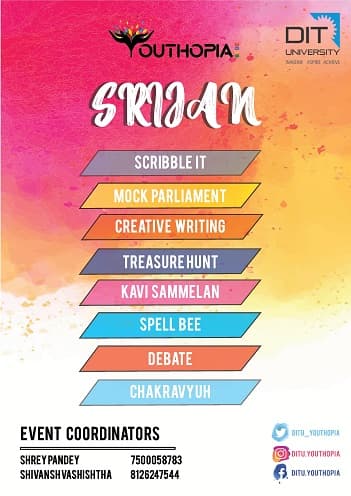 YOUTHOPIA
DIT
UNIVERSITY
IMAGINE ASPIRE ACHIEVE
SRIJAN
SCRIBBLE IT
MOCK PARLIAMENT
CREATIVE WRITING
TREASURE HUNT
KAVI SAMMELAN
SPELL BEE
DEBATE
CHAKRAVYUH
EVENT COORDINATORS
SHREY PANDEY 7500058783
SHIVANSH VASHISHTHA 8126247544
DITU_YOUTHOPIA
DITU.YOUTHOPIA
DITU.YOUTHOPIA